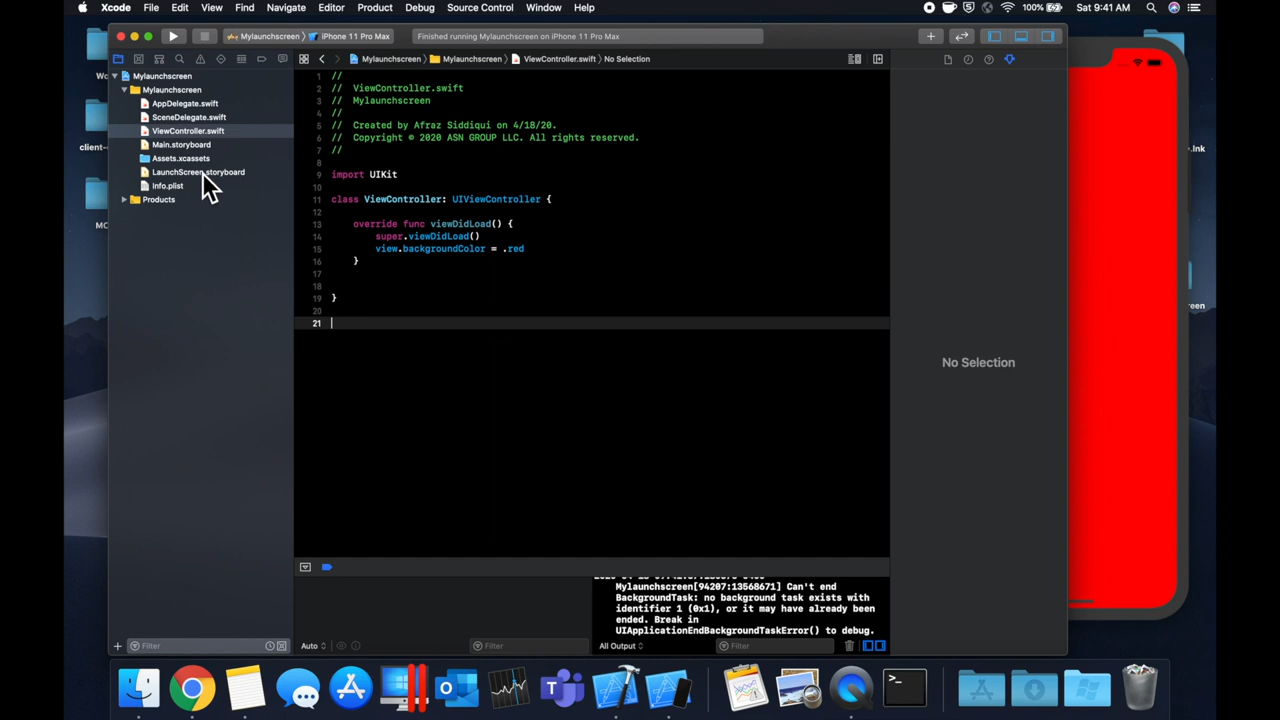 Xcode File Edit View Find Navigate Editor Product Debug Source Control Window Help
100% Sat 9:41 AM
Mylaunchscreen iPhone 11 Pro Max
Finished running Mylaunchscreen on iPhone 11 Pro Max
Mylaunchscreen Mylaunchscreen ViewController.swift No Selection
Mylaunchscreen
Mylaunchscreen
AppDelegate.swift
SceneDelegate.swift
ViewController.swift
Main.storyboard
Assets.xcassets
LaunchScreen.storyboard
Info.plist
Products
1 //
2 // ViewController.swift
3 // Mylaunchscreen
4 //
5 // Created by Afraz Siddiqui on 4/18/20.
6 // Copyright © 2020 ASN GROUP LLC. All rights reserved.
7 //
8
9 import UIKit
10
11 class ViewController: UIViewController {
12
13 override func viewDidLoad() {
14 super.viewDidLoad()
15 view.backgroundColor = .red
16 }
17
18
19 }
20
21
No Selection
Mylaunchscreen[94207:13568671] Can't end
BackgroundTask: no background task exists with
identifier 1 (0x1), or it may have already been
ended. Break in
UIApplicationEndBackgroundTaskError() to debug.
Filter
Auto
Filter
All Output
Filter
Wo
client-
MC
.lnk
een